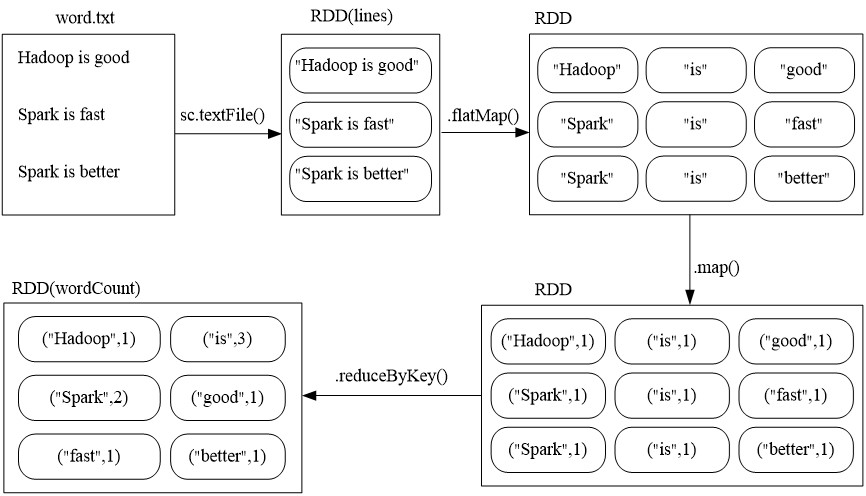 word.txt
Hadoop is good
Spark is fast
Spark is better
sc.textFile()
RDD(lines)
"Hadoop is good"
"Spark is fast"
"Spark is better"
.flatMap()
RDD
"Hadoop" "is" "good"
"Spark" "is" "fast"
"Spark" "is" "better"
.map()
RDD
("Hadoop",1) ("is",1) ("good",1)
("Spark",1) ("is",1) ("fast",1)
("Spark",1) ("is",1) ("better",1)
.reduceByKey()
RDD(wordCount)
("Hadoop",1) ("is",3)
("Spark",2) ("good",1)
("fast",1) ("better",1)